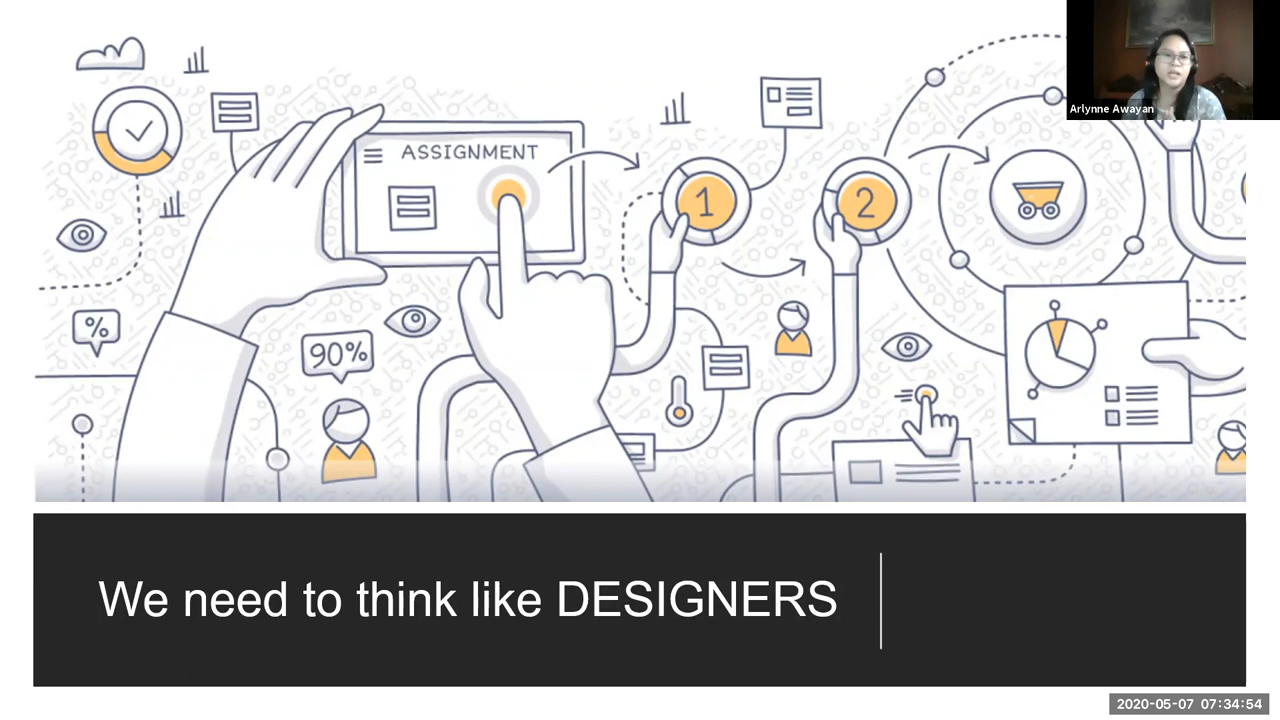 Arlynne Awayan
ASSIGNMENT
1
2
%
90%
We need to think like DESIGNERS
2020-05-07 07:34:54